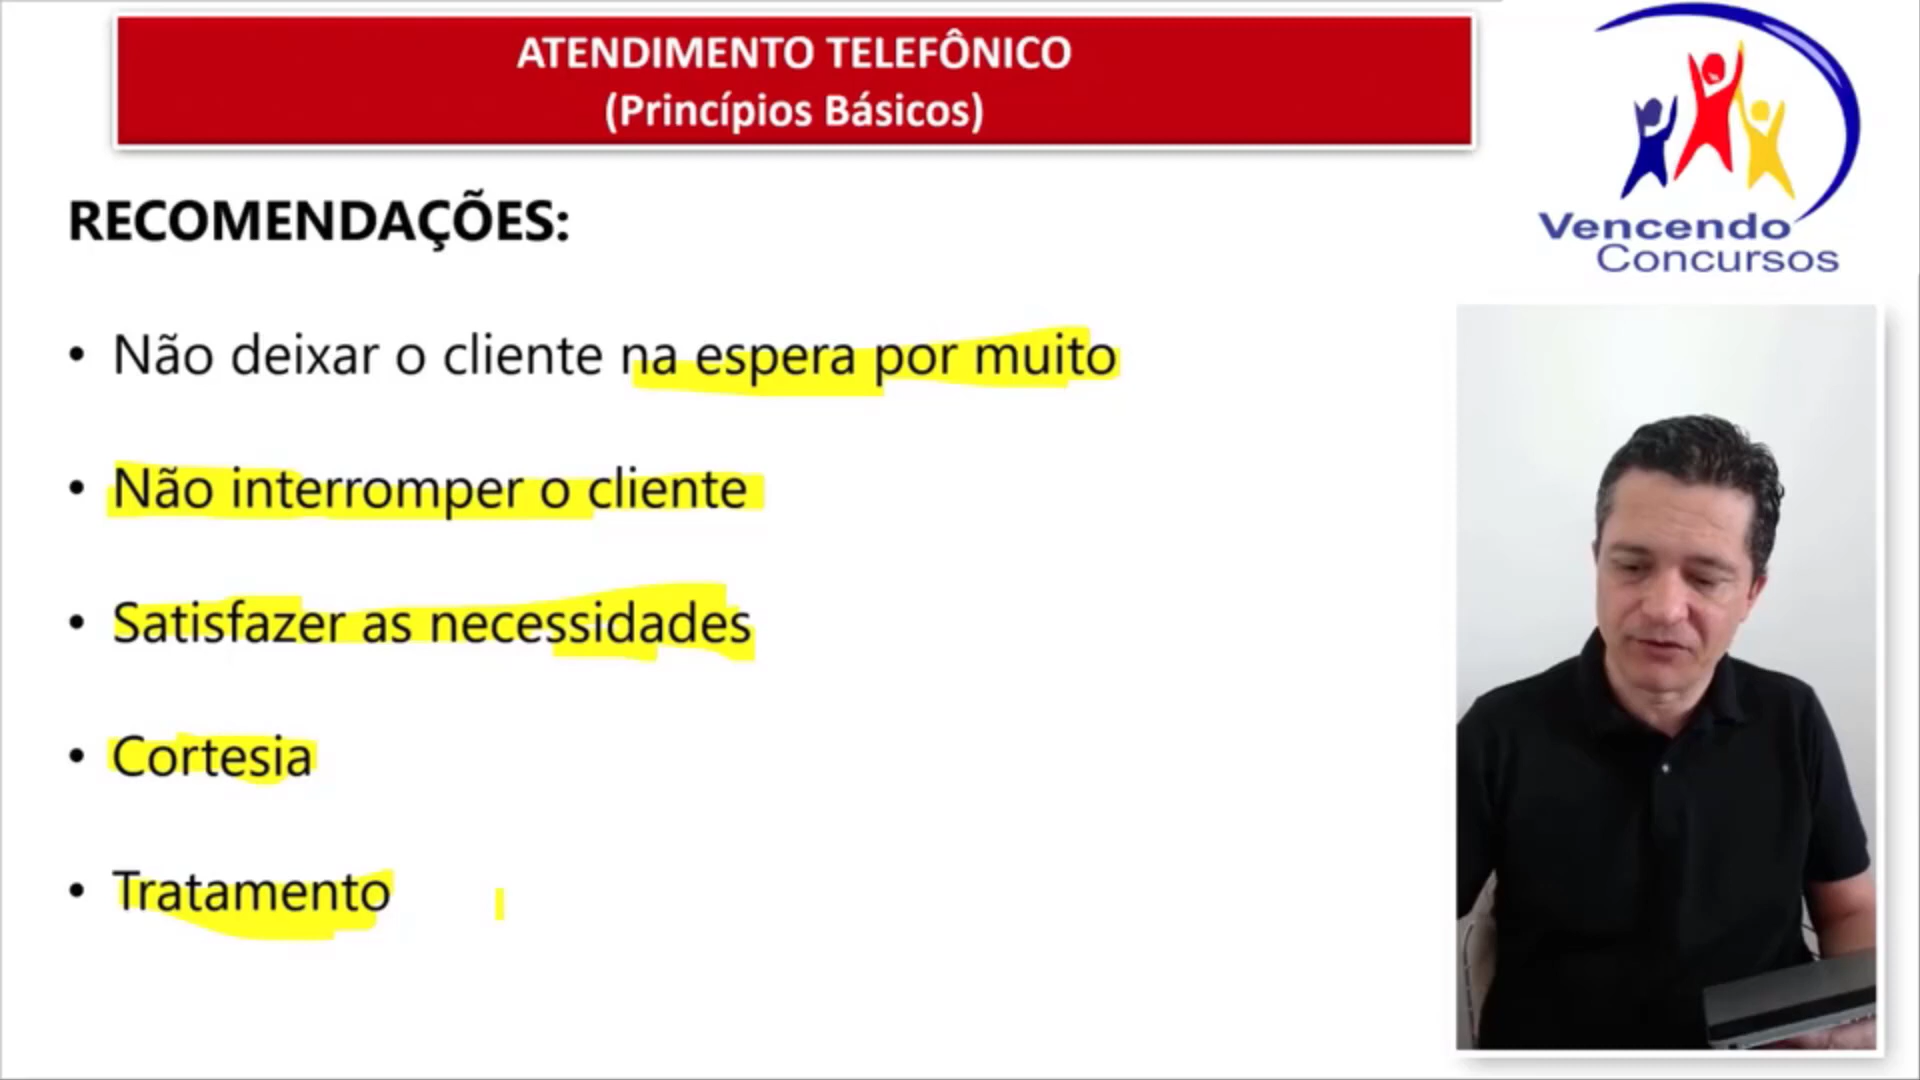 ATENDIMENTO TELEFÔNICO
(Princípios Básicos)
Vencendo
Concursos
RECOMENDAÇÕES:
• Não deixar o cliente na espera por muito
• Não interromper o cliente
• Satisfazer as necessidades
• Cortesia
• Tratamento